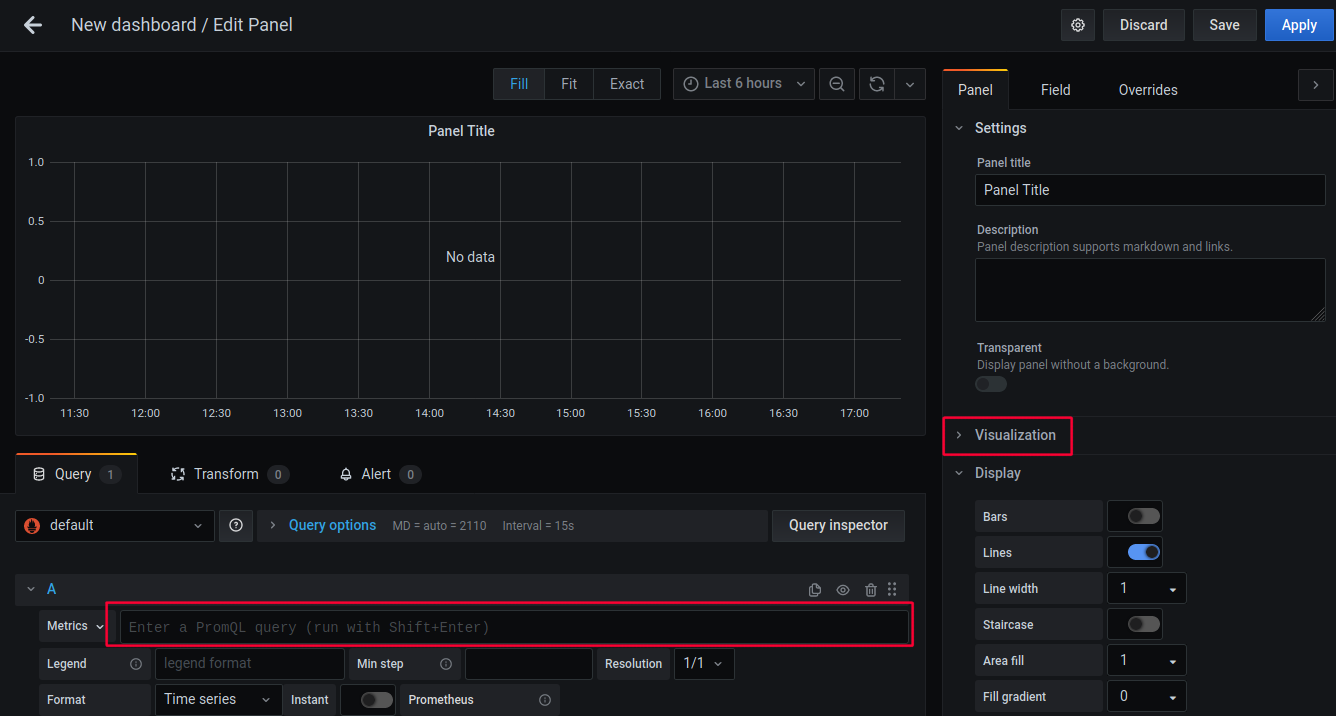 New dashboard / Edit Panel
Discard
Save
Apply
Fill
Fit
Exact
Last 6 hours
Panel Title
1.0
0.5
0
-0.5
-1.0
No data
11:30
12:00
12:30
13:00
13:30
14:00
14:30
15:00
15:30
16:00
16:30
17:00
Query 1
Transform 0
Alert 0
default
Query options MD = auto = 2110 Interval = 15s
Query inspector
A
Metrics
Enter a PromQL query (run with Shift+Enter)
Legend
legend format
Min step
Resolution
1/1
Format
Time series
Instant
Prometheus
Panel
Field
Overrides
Settings
Panel title
Panel Title
Description
Panel description supports markdown and links.
Transparent
Display panel without a background.
Visualization
Display
Bars
Lines
Line width
1
Staircase
Area fill
1
Fill gradient
0